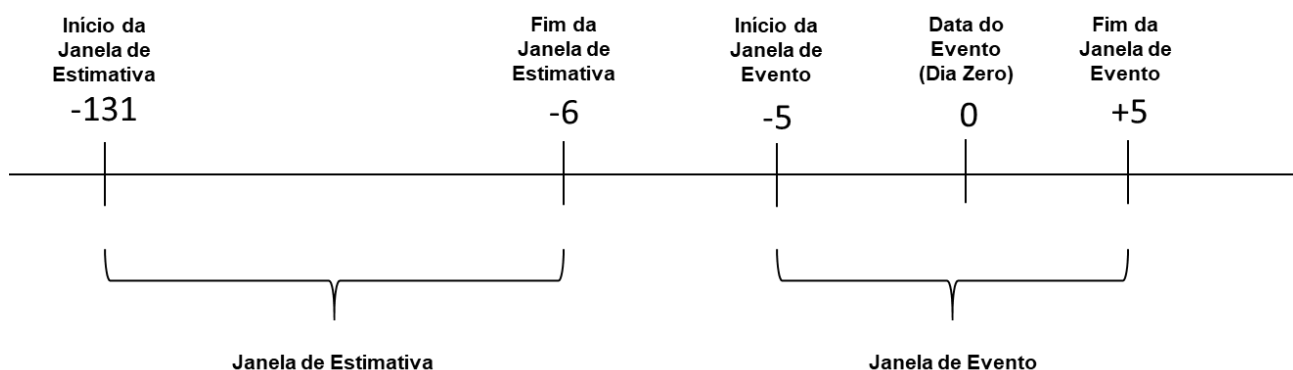 Início da
Janela de
Estimativa
-131
Fim da
Janela de
Estimativa
-6
Início da
Janela de
Evento
-5
Data do
Evento
(Dia Zero)
0
Fim da
Janela de
Evento
+5
Janela de Estimativa
Janela de Evento